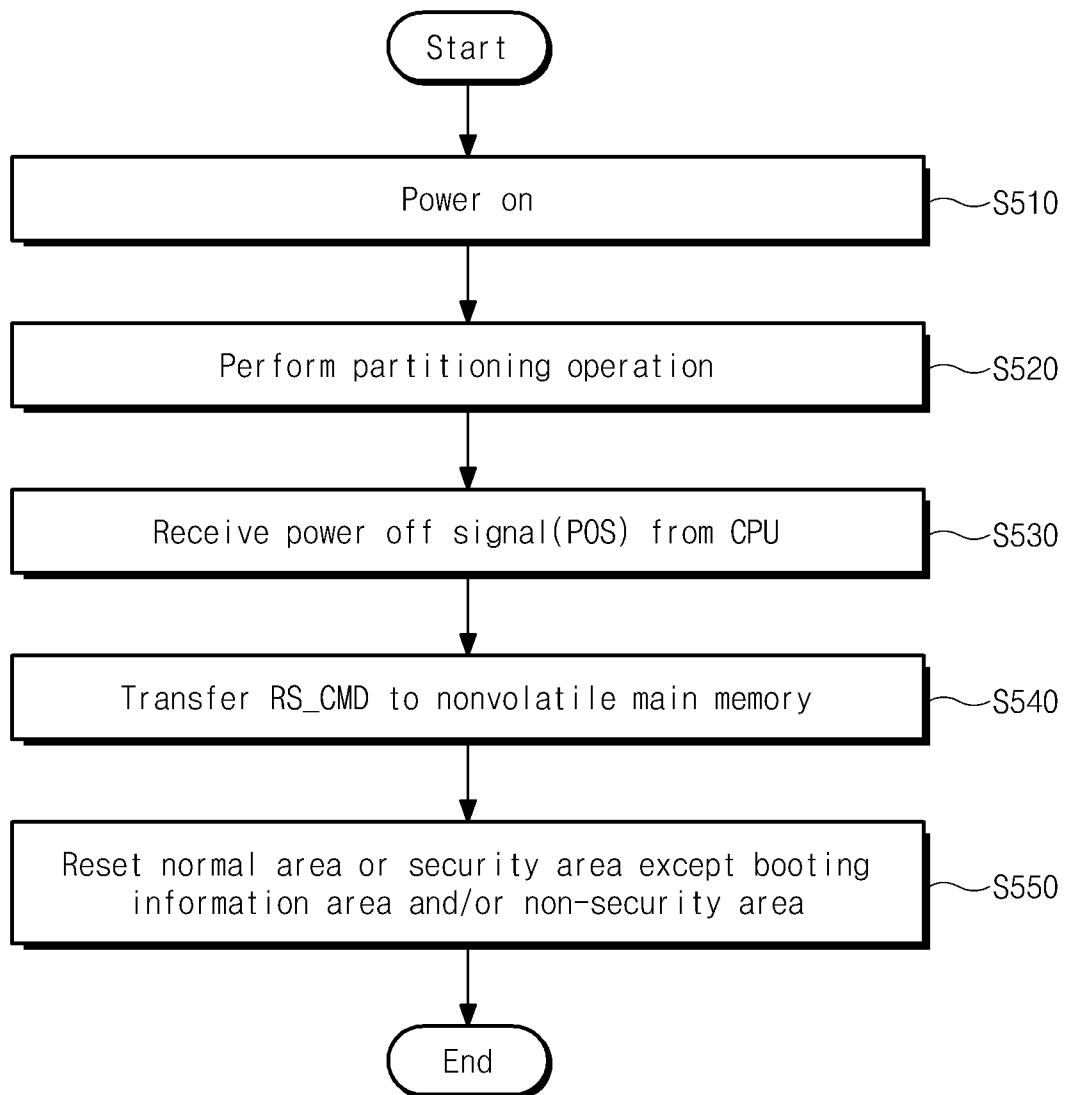 Start
Power on
S510
Perform partitioning operation
S520
Receive power off signal(POS) from CPU
S530
Transfer RS_CMD to nonvolatile main memory
S540
Reset normal area or security area except booting
information area and/or non-security area
S550
End